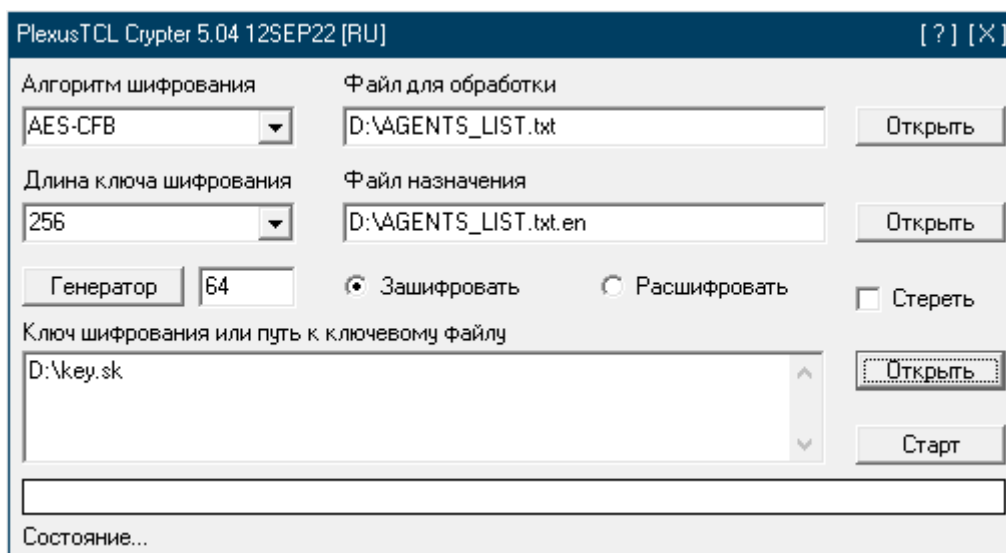 PlexusTCL Crypter 5.04 12SEP22 [RU] [ ? ] [X]
Алгоритм шифрования Файл для обработки
AES-CFB D:\AGENTS_LIST.txt Открыть
Длина ключа шифрования Файл назначения
256 D:\AGENTS_LIST.txt.en Открыть
Генератор 64 Зашифровать Расшифровать Стереть
Ключ шифрования или путь к ключевому файлу
D:\key.sk Открыть
Старт
Состояние...